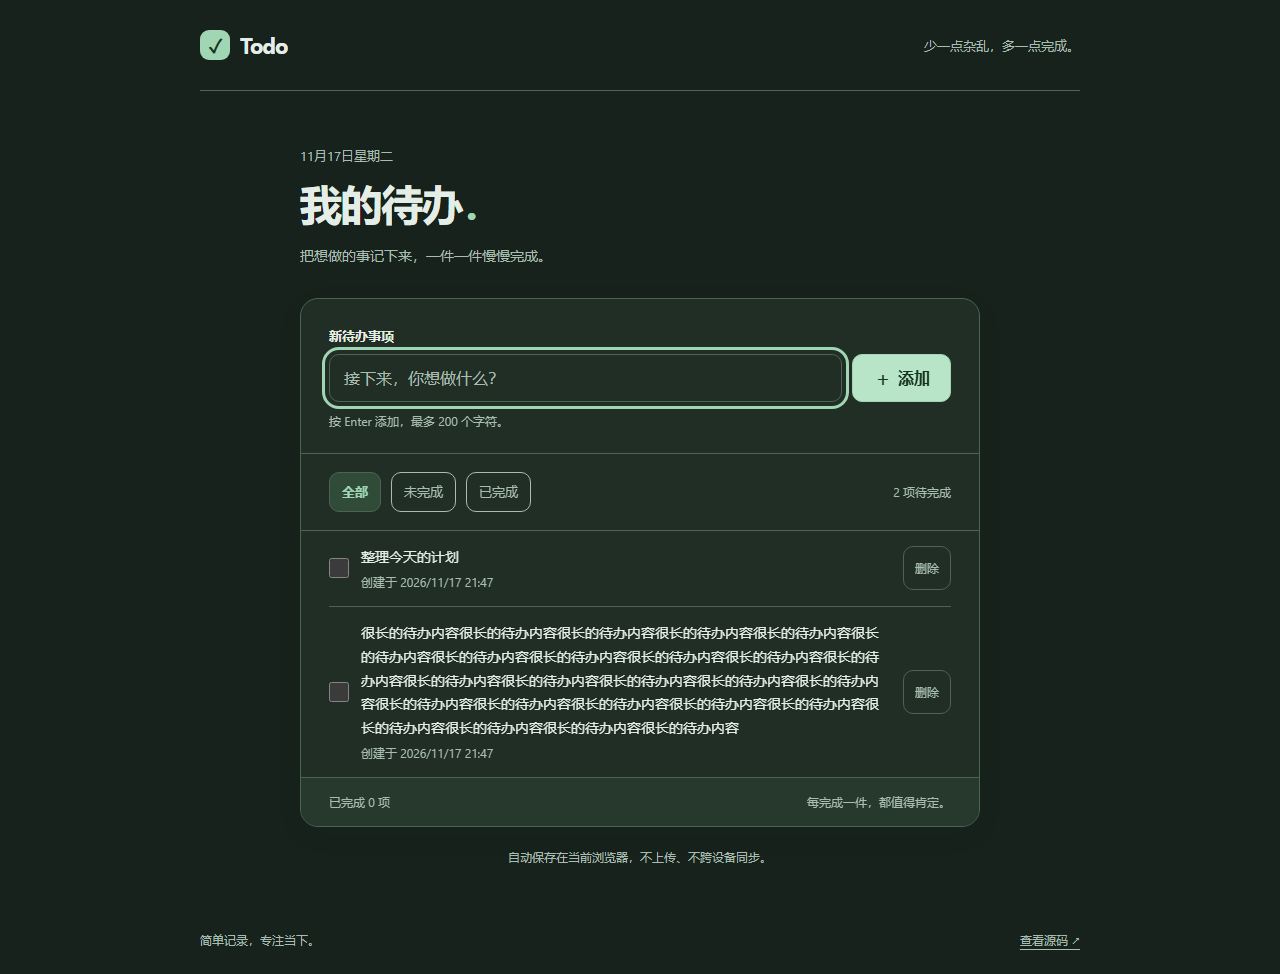 ✓ Todo
少一点杂乱，多一点完成。
11月17日星期二
我的待办.
把想做的事记下来，一件一件慢慢完成。
新待办事项
接下来，你想做什么？
＋ 添加
按 Enter 添加，最多 200 个字符。
全部
未完成
已完成
2 项待完成
整理今天的计划
创建于 2026/11/17 21:47
删除
很长的待办内容很长的待办内容很长的待办内容很长的待办内容很长的待办内容很长
的待办内容很长的待办内容很长的待办内容很长的待办内容很长的待办内容很长的待
办内容很长的待办内容很长的待办内容很长的待办内容很长的待办内容很长的待办内
容很长的待办内容很长的待办内容很长的待办内容很长的待办内容很长的待办内容很
长的待办内容很长的待办内容很长的待办内容很长的待办内容
创建于 2026/11/17 21:47
删除
已完成 0 项
每完成一件，都值得肯定。
自动保存在当前浏览器，不上传、不跨设备同步。
简单记录，专注当下。
查看源码 ↗